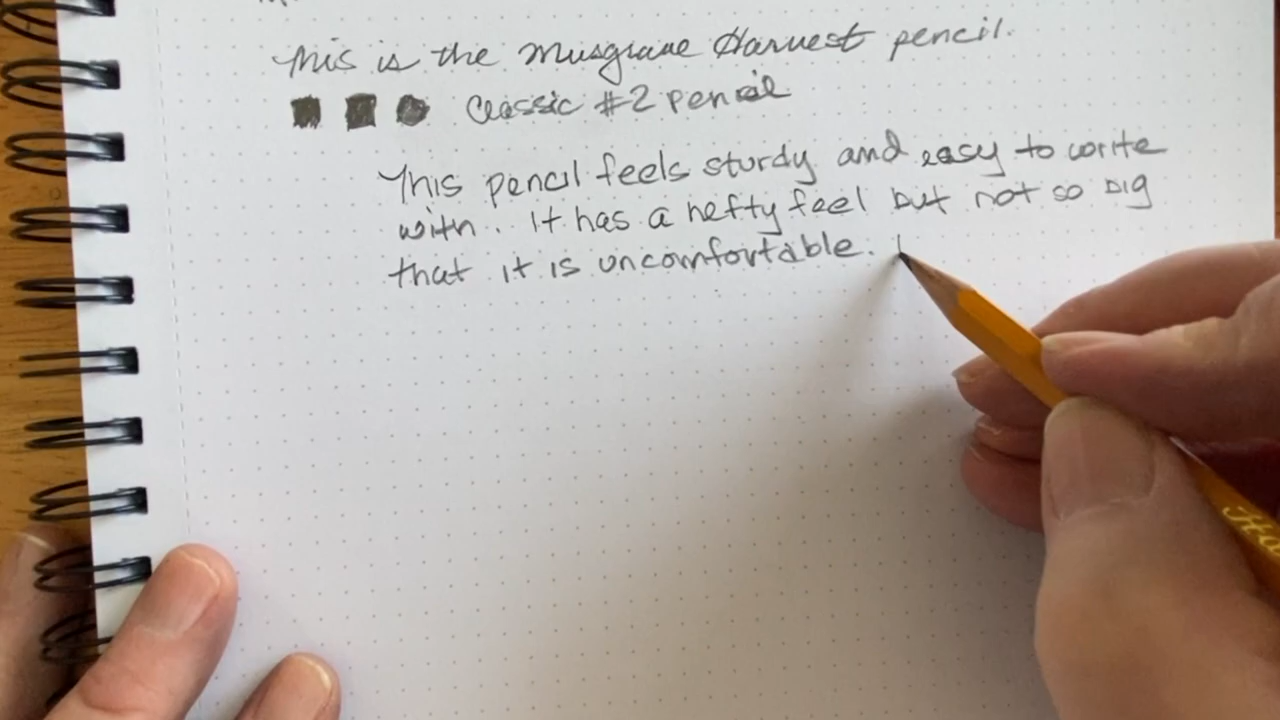 This is the Musgrave Harvest pencil.
Classic #2 pencil
This pencil feels sturdy and easy to write
with. It has a hefty feel but not so big
that it is uncomfortable. I